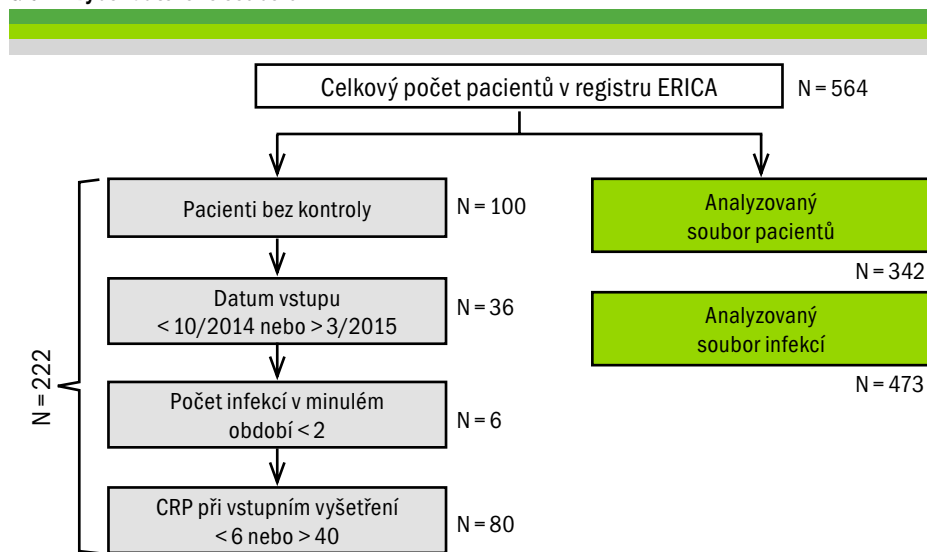 Celkový počet pacientů v registru ERICA
N = 564
Pacienti bez kontroly
N = 100
Datum vstupu
< 10/2014 nebo > 3/2015
N = 36
Počet infekcí v minulém
období < 2
N = 6
CRP při vstupním vyšetření
< 6 nebo > 40
N = 80
N = 222
Analyzovaný
soubor pacientů
N = 342
Analyzovaný
soubor infekcí
N = 473